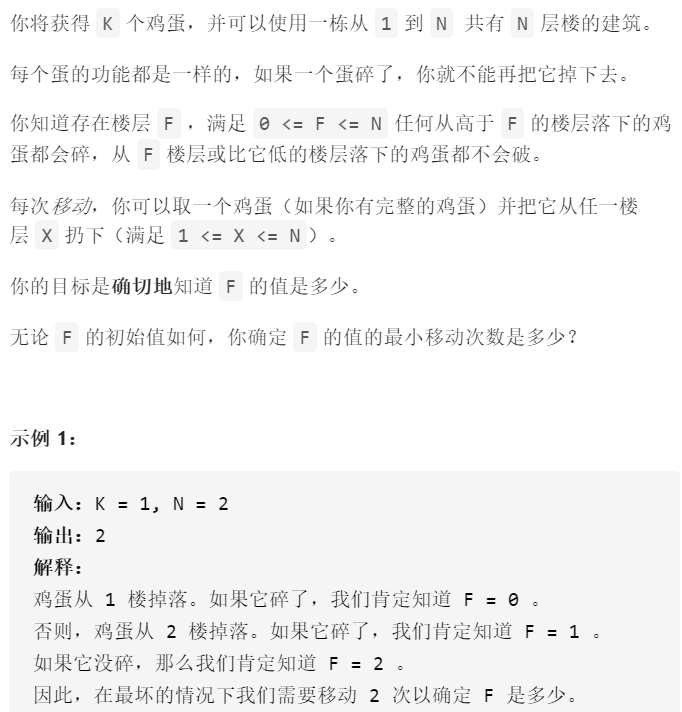 你将获得 K 个鸡蛋，并可以使用一栋从 1 到 N 共有 N 层楼的建筑。
每个蛋的功能都是一样的，如果一个蛋碎了，你就不能再把它掉下去。
你知道存在楼层 F ，满足 0 <= F <= N 任何从高于 F 的楼层落下的鸡
蛋都会碎，从 F 楼层或比它低的楼层落下的鸡蛋都不会破。
每次移动，你可以取一个鸡蛋（如果你有完整的鸡蛋）并把它从任一楼
层 X 扔下（满足 1 <= X <= N）。
你的目标是确切地知道 F 的值是多少。
无论 F 的初始值如何，你确定 F 的值的最小移动次数是多少？
示例 1：
输入：K = 1, N = 2
输出：2
解释：
鸡蛋从 1 楼掉落。如果它碎了，我们肯定知道 F = 0 。
否则，鸡蛋从 2 楼掉落。如果它碎了，我们肯定知道 F = 1 。
如果它没碎，那么我们肯定知道 F = 2 。
因此，在最坏的情况下我们需要移动 2 次以确定 F 是多少。